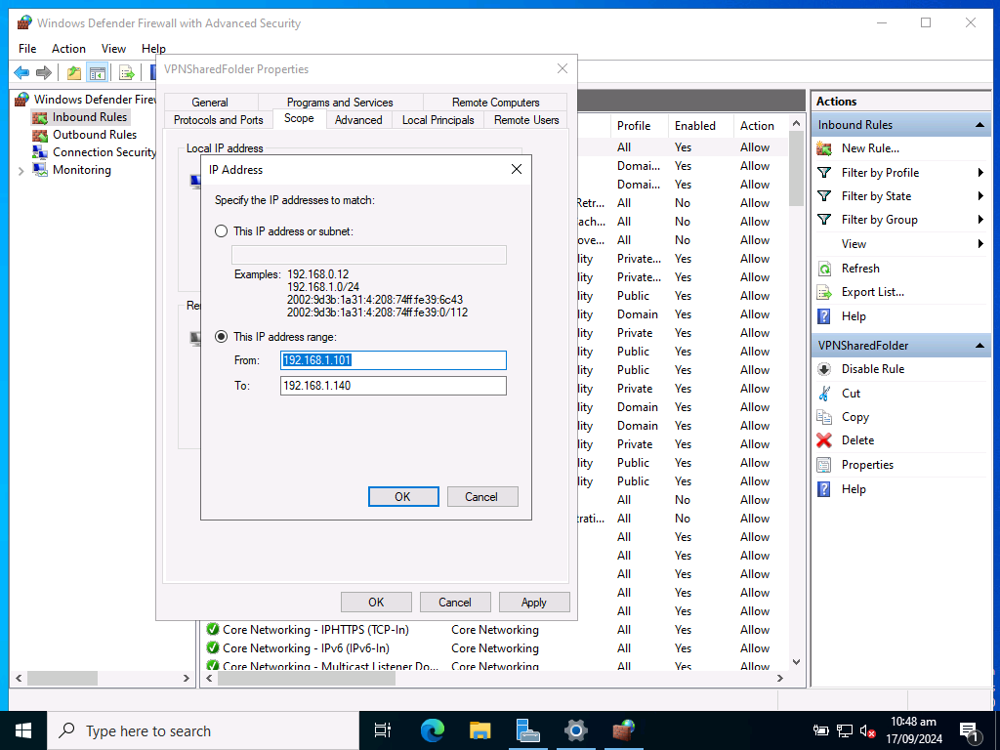 Windows Defender Firewall with Advanced Security
File Action View Help
VPNSharedFolder Properties
General Programs and Services Remote Computers
Protocols and Ports Scope Advanced Local Principals Remote Users
Local IP address
IP Address
Specify the IP addresses to match:
This IP address or subnet:
Examples: 192.168.0.12
192.168.1.0/24
2002:9d3b:1a31:4:208:74ff:fe39:6c43
2002:9d3b:1a31:4:208:74ff:fe39:0/112
This IP address range:
From: 192.168.1.101
To: 192.168.1.140
OK Cancel
OK Cancel Apply
Windows Defender Fire
Inbound Rules
Outbound Rules
Connection Security
Monitoring
Profile Enabled Action
All Yes Allow
Domai... Yes Allow
Domai... Yes Allow
Retr... All No Allow
ach... All No Allow
ove... All No Allow
lity Private... Yes Allow
lity Private... Yes Allow
lity Public Yes Allow
lity Domain Yes Allow
lity Private Yes Allow
lity Public Yes Allow
lity Public Yes Allow
lity Private Yes Allow
lity Domain Yes Allow
lity Domain Yes Allow
lity Private Yes Allow
lity Public Yes Allow
lity Public Yes Allow
All No Allow
trati... All No Allow
All Yes Allow
All Yes Allow
All Yes Allow
All Yes Allow
All Yes Allow
Core Networking - IPHTTPS (TCP-In) Core Networking All Yes Allow
Core Networking - IPv6 (IPv6-In) Core Networking All Yes Allow
Core Networking - Multicast Listener Do... Core Networking All Yes Allow
Actions
Inbound Rules
New Rule...
Filter by Profile
Filter by State
Filter by Group
View
Refresh
Export List...
Help
VPNSharedFolder
Disable Rule
Cut
Copy
Delete
Properties
Help
Type here to search
10:48 am
17/09/2024
1